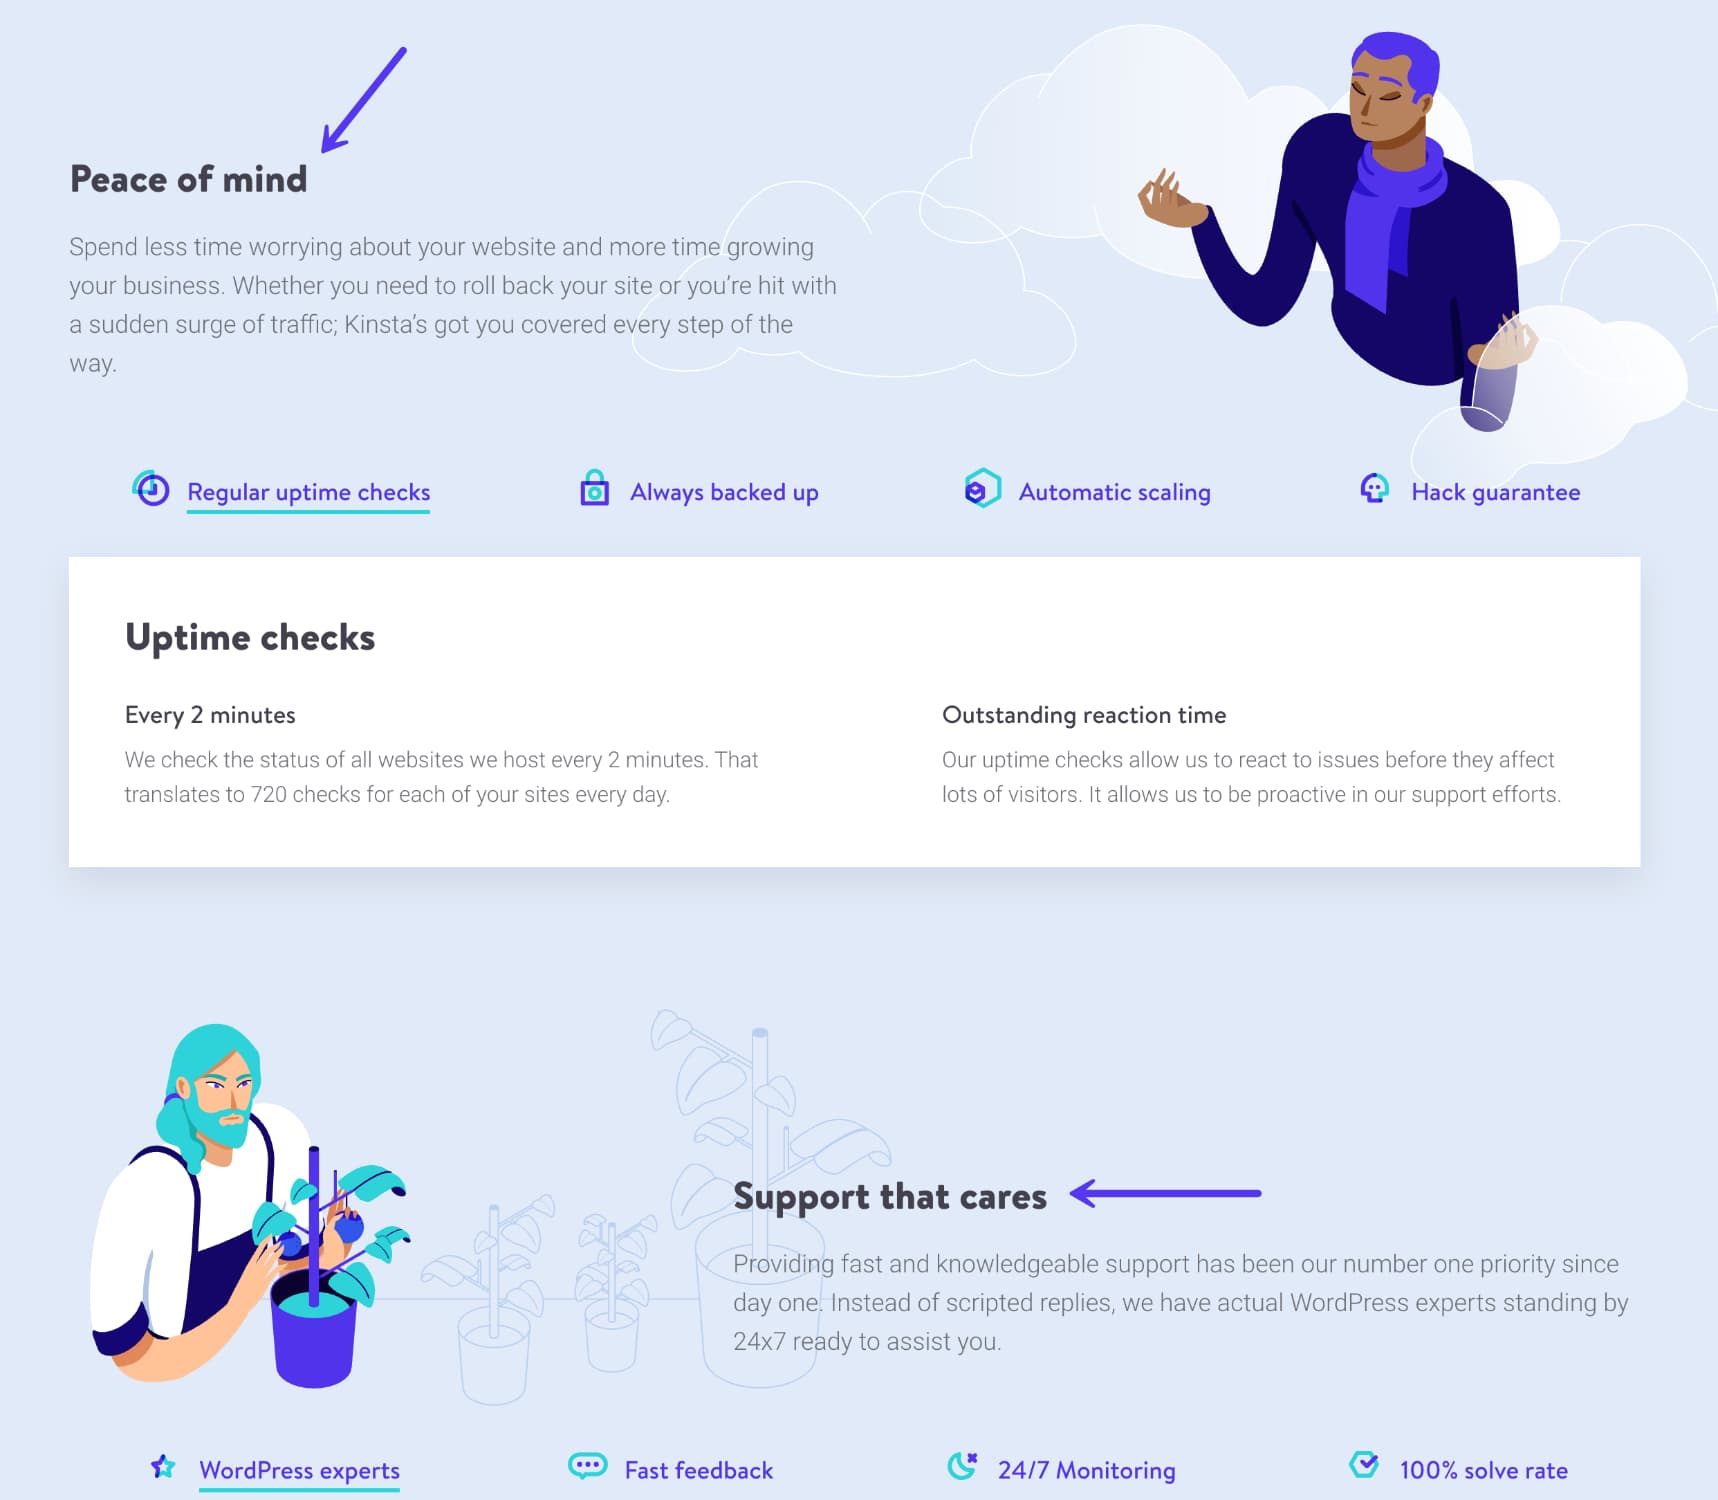 Peace of mind
Spend less time worrying about your website and more time growing
your business. Whether you need to roll back your site or you’re hit with
a sudden surge of traffic; Kinsta’s got you covered every step of the
way.
Regular uptime checks
Always backed up
Automatic scaling
Hack guarantee
Uptime checks
Every 2 minutes
We check the status of all websites we host every 2 minutes. That
translates to 720 checks for each of your sites every day.
Outstanding reaction time
Our uptime checks allow us to react to issues before they affect
lots of visitors. It allows us to be proactive in our support efforts.
Support that cares
Providing fast and knowledgeable support has been our number one priority since
day one. Instead of scripted replies, we have actual WordPress experts standing by
24x7 ready to assist you.
WordPress experts
Fast feedback
24/7 Monitoring
100% solve rate